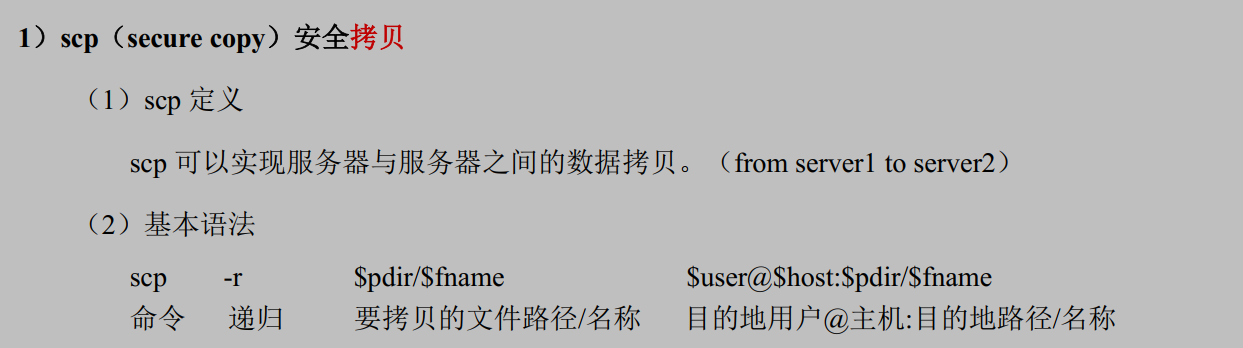 1）scp（secure copy）安全拷贝
（1）scp 定义
scp 可以实现服务器与服务器之间的数据拷贝。（from server1 to server2）
（2）基本语法
scp -r $pdir/$fname $user@$host:$pdir/$fname
命令 递归 要拷贝的文件路径/名称 目的地用户@主机:目的地路径/名称